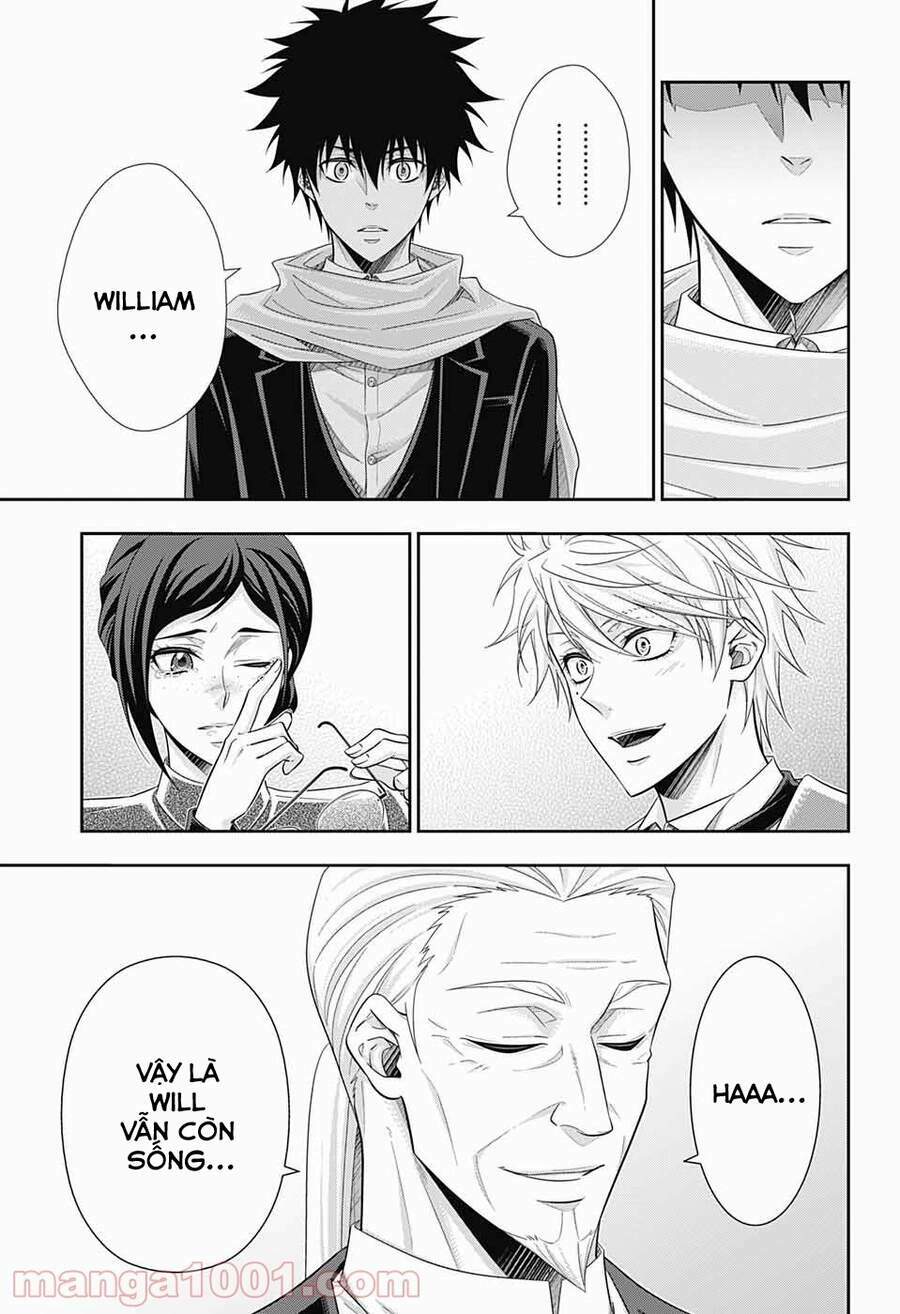 ……
WILLIAM
...
HAAA...
VẬY LÀ
WILL
VẪN CÒN
SỐNG...
manga1001.com